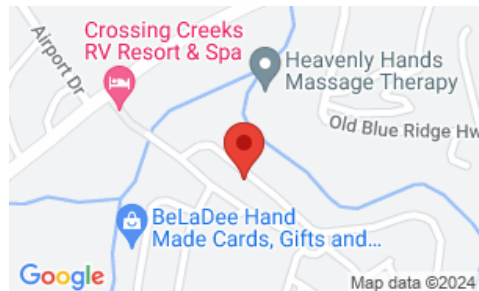 Crossing Creeks
RV Resort & Spa
Airport Dr
Heavenly Hands
Massage Therapy
Old Blue Ridge Hw
BeLaDee Hand
Made Cards, Gifts and...
Google
Map data ©2024